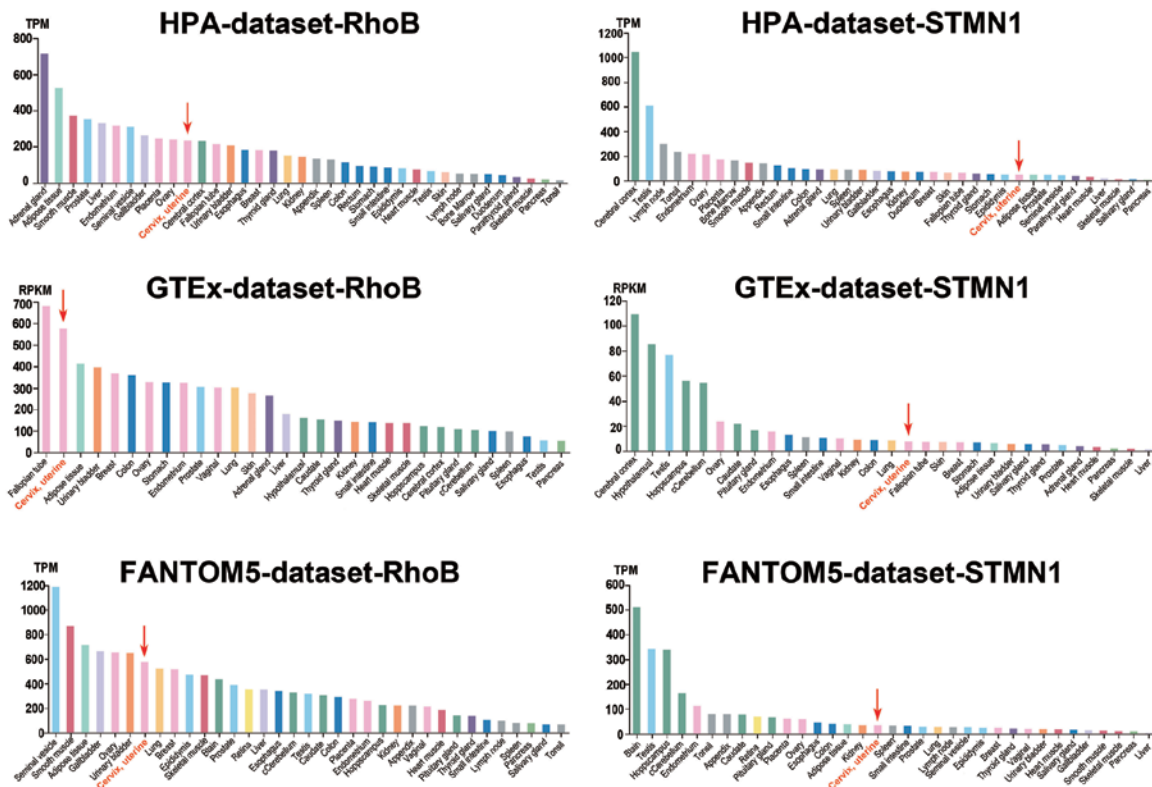 HPA-dataset-RhoB
TPM
800
600
400
200
0
Adrenal gland
Adipose tissue
Smooth muscle
Prostate
Liver
Endometrium
Seminal vesicle
Gallbladder
Placenta
Ovary
Cervix, uterine
Cerebral cortex
Fallopian tube
Urinary bladder
Esophagus
Breast
Thyroid gland
Lung
Kidney
Appendis
Spleen
Colon
Rectum
Stomach
Small intestine
Epididymis
Heart muscle
Testis
Skin
Lymph node
Bone Marrow
Salivary gland
Duodenum
Parathyroid gland
Skeletal muscle
Pancreas
Tonsil
HPA-dataset-STMN1
TPM
1200
1000
800
600
400
200
0
Cerebral cortex
Testis
Lymph node
Tonsil
Endometrium
Ovary
Placenta
Bone Marrow
Smooth muscle
Appendis
Rectum
Small intestine
Colon
Adrenal gland
Lung
Spleen
Urinary bladder
Gallbladder
Esophagus
Kidney
Duodenum
Breast
Skin
Fallopian tube
Thyroid gland
Stomach
Epididymis
Cervix, uterine
Adipose tissue
Prostate
Seminal vesicle
Parathyroid gland
Heart muscle
Liver
Skeletal muscle
Salivary gland
Pancreas
GTEx-dataset-RhoB
RPKM
700
600
500
400
300
200
100
0
Fallopian tube
Cervix, uterine
Adipose tissue
Urinary bladder
Breast
Colon
Ovary
Stomach
Endometrium
Prostate
Vaginal
Lung
Skin
Adrenal gland
Liver
Hypothalamusl
Caudate
Thyroid gland
Kidney
Small intestine
Heart muscle
Skeletal muscle
Hoppscampus
Cerebral cortex
Pituitary gland
cCerebellum
Salivary gland
Spleen
Esophagus
Testis
Pancreas
GTEx-dataset-STMN1
RPKM
120
100
80
60
40
20
0
Cerebral cortex
Hypothalamusl
Testis
Hoppscampus
cCerebellum
Ovary
Caudata
Pituitary gland
Endometrium
Esophagus
Spleen
Small intestine
Vaginal
Kidney
Colon
Lung
Cervix, uterine
Fallopian tube
Skin
Breast
Stomach
Adipose tissue
Urinary bladder
Salivary gland
Thyroid gland
Prostate
Adrenal gland
Heart muscle
Pancreas
Skeletal muscle
Liver
FANTOM5-dataset-RhoB
TPM
1200
1000
800
600
400
200
0
Seminal vesicle
Smooth muscle
Adipose tissue
Gallbladder
Ovary
Urinary bladder
Cervix, uterine
Lung
Breast
Epididymis
Skeletal muscle
Brain
Prostate
Retina
Liver
Esophagus
cCerebellum
Testis
Caudata
Colon
Placenta
Endometrium
Hoppscampus
Kidney
Appendis
Vaginal
Heart muscle
Pituitary gland
Thyroid gland
Small intestine
Lymph node
Spleen
Pancreas
Salivary gland
Tonsil
FANTOM5-dataset-STMN1
TPM
600
500
400
300
200
100
0
Brain
Testis
Hoppscampus
cCerebellum
Endometrium
Tonsil
Appendis
Caudata
Retina
Pituitary gland
Placenta
Ovary
Esophagus
Colon
Adipose tissue
Kidney
Cervix, uterine
Spleen
Small intestine
Prostate
Lung
Lymph node
Seminal vesicles
Epididymis
Breast
Thyroid gland
Vaginal
Urinary bladder
Heart muscle
Salivary gland
Gallbladder
Smooth muscle
Skeletal muscle
Pancreas
Liver